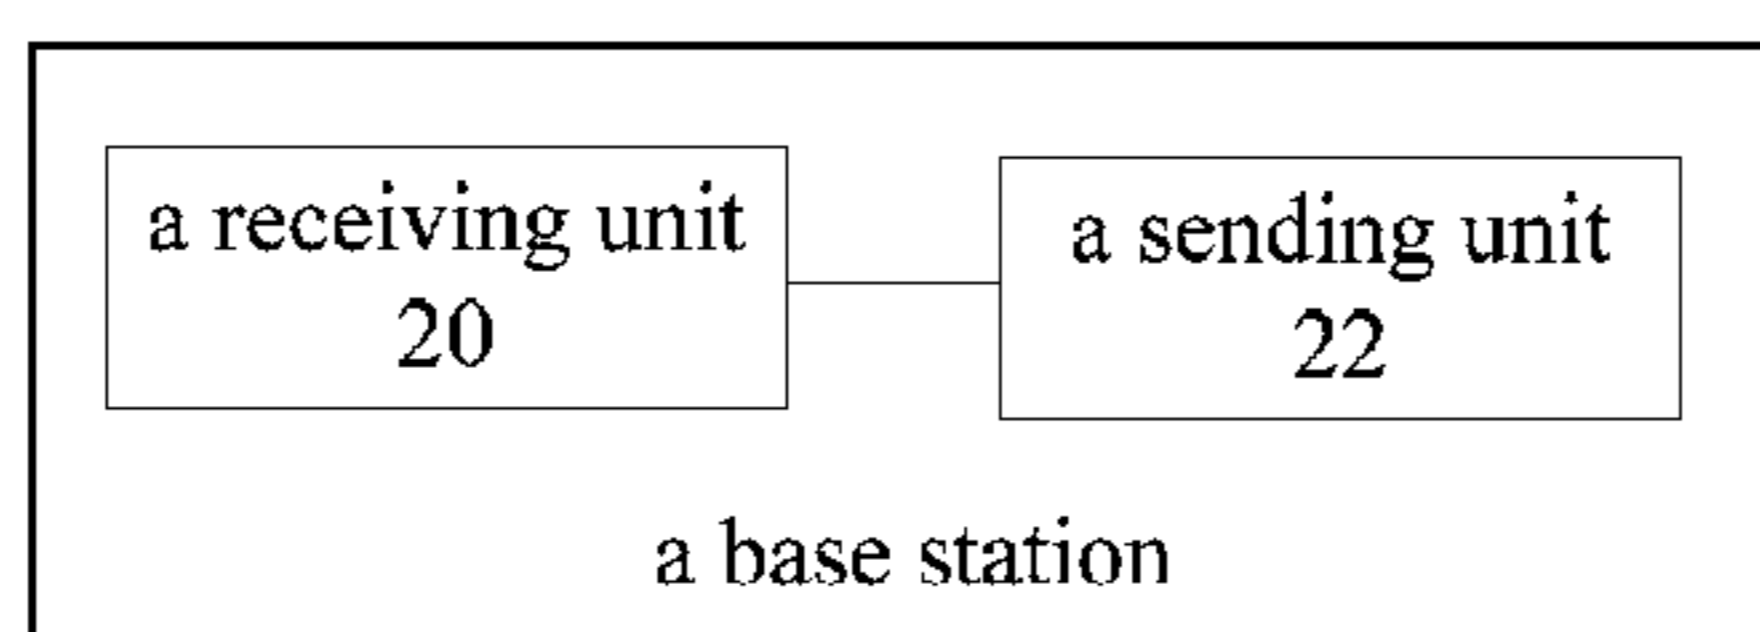 a receiving unit
20
a sending unit
22
a base station